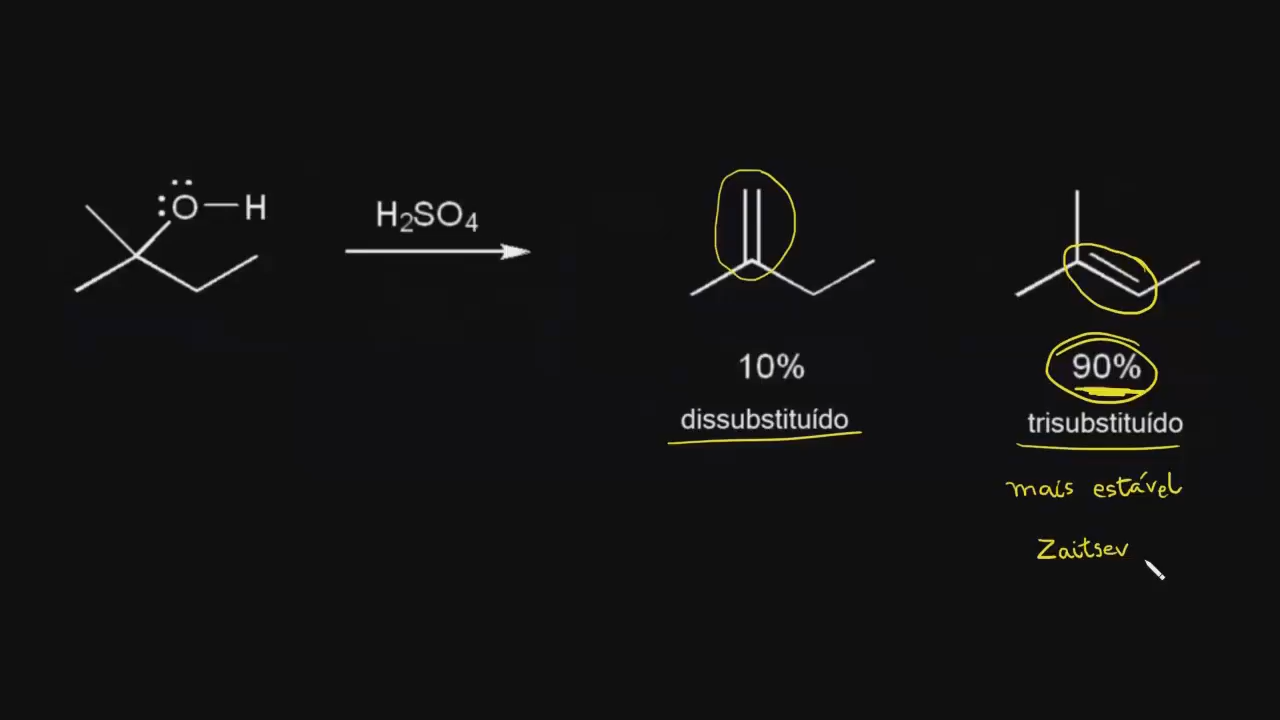 :Ö—H
H₂SO₄
10%
90%
dissubstituído
trisubstituído
mais estável
Zaitsev